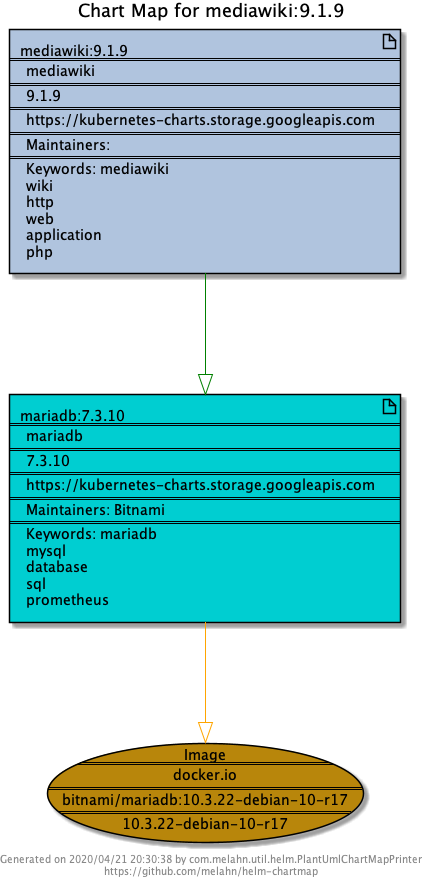 Chart Map for mediawiki:9.1.9
mediawiki:9.1.9
mediawiki
9.1.9
https://kubernetes-charts.storage.googleapis.com
Maintainers:
Keywords: mediawiki
wiki
http
web
application
php
mariadb:7.3.10
mariadb
7.3.10
https://kubernetes-charts.storage.googleapis.com
Maintainers: Bitnami
Keywords: mariadb
mysql
database
sql
prometheus
Image
docker.io
bitnami/mariadb:10.3.22-debian-10-r17
10.3.22-debian-10-r17
Generated on 2020/04/21 20:30:38 by com.melahn.util.helm.PlantUmlChartMapPrinter
https://github.com/melahn/helm-chartmap